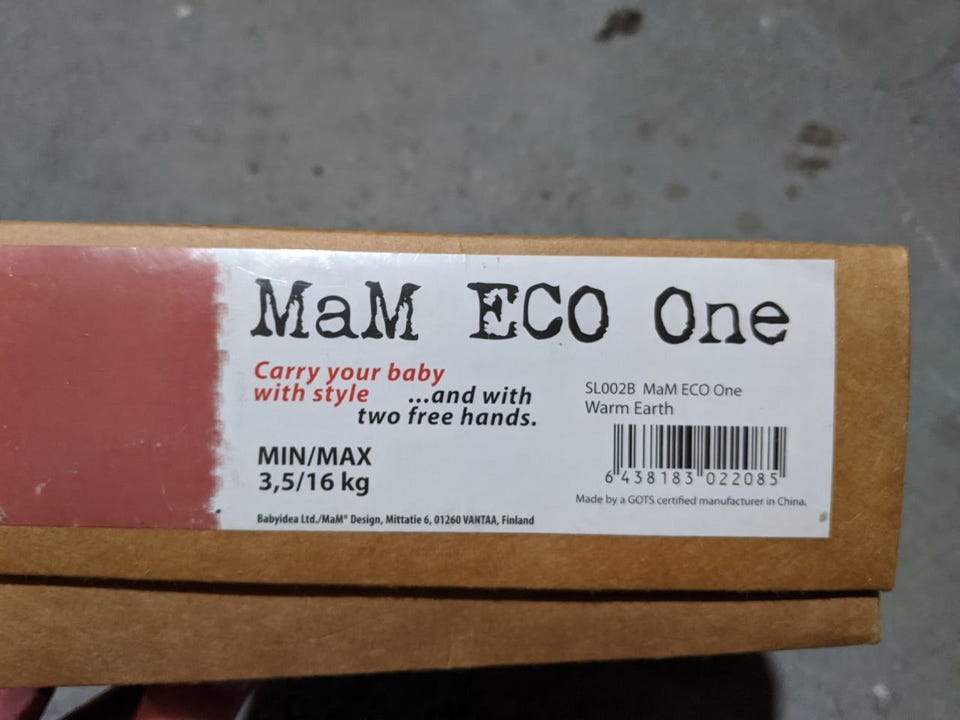 MaM ECO One
Carry your baby
with style ...and with
two free hands.
MIN/MAX
3,5/16 kg
Babyidea Ltd./MaM® Design, Mittatie 6, 01260 VANTAA, Finland
SL002B MaM ECO One
Warm Earth
6 438183 022085
Made by a GOTS certified manufacturer in China.